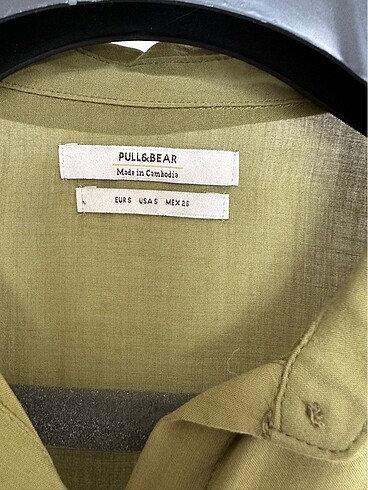 PULL&BEAR
Made in Cambodia
EUR S USA S MEX 26